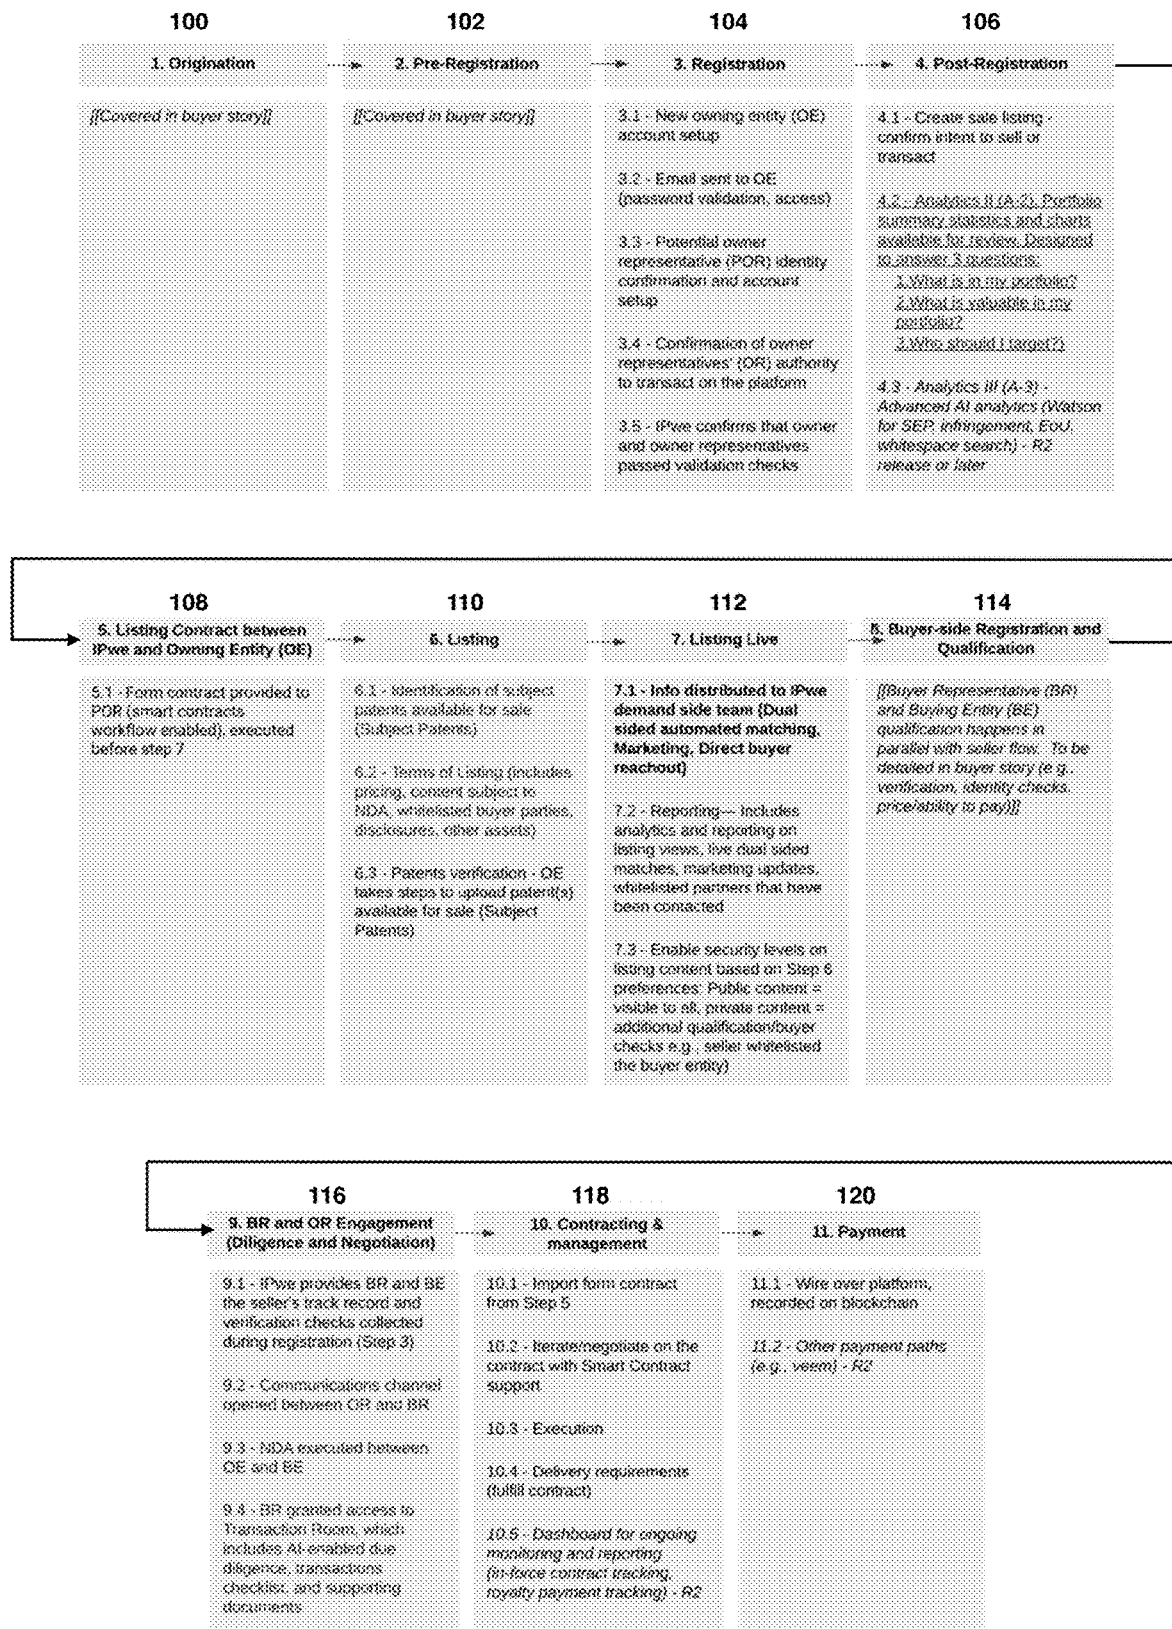 100
1. Origination
[[Covered in buyer story]]
102
2. Pre-Registration
[[Covered in buyer story]]
104
3. Registration
3.1 - New owning entity (OE)
account setup
3.2 - Email sent to OE
(password validation, access)
3.3 - Potential owner
representative (POR) identity
confirmation and account
setup
3.4 - Confirmation of owner
representatives' (OR) authority
to transact on the platform
3.5 - IPwe confirms that owner
and owner representatives
passed validation checks
106
4. Post-Registration
4.1 - Create sale listing -
confirm intent to sell or
transact
4.2 - Analytics II (A-2). Portfolio
summary statistics and charts
available for review. Designed
to answer 3 questions:
1.What is in my portfolio?
2.What is valuable in my
portfolio?
3.Who should I target?)
4.3 - Analytics III (A-3) -
Advanced AI analytics (Watson
for SEP, infringement, EoU,
whitespace search) - R2
release or later
108
5. Listing Contract between
IPwe and Owning Entity (OE)
5.1 - Form contract provided to
POR (smart contracts
workflow enabled), executed
before step 7
110
6. Listing
6.1 - Identification of subject
patents available for sale
(Subject Patents)
6.2 - Terms of Listing (includes
pricing, content subject to
NDA, whitelisted buyer parties,
disclosures, other assets)
6.3 - Patents verification - OE
takes steps to upload patent(s)
available for sale (Subject
Patents)
112
7. Listing Live
7.1 - Info distributed to IPwe
demand side team (Dual
sided automated matching,
Marketing, Direct buyer
reachout)
7.2 - Reporting— Includes
analytics and reporting on
listing views, live dual sided
matches, marketing updates,
whitelisted partners that have
been contacted
7.3 - Enable security levels on
listing content based on Step 6
preferences: Public content =
visible to all, private content =
additional qualification/buyer
checks e.g., seller whitelisted
the buyer entity)
114
8. Buyer-side Registration and
Qualification
[[Buyer Representative (BR)
and Buying Entity (BE)
qualification happens in
parallel with seller flow. To be
detailed in buyer story (e.g.,
verification, identity checks,
price/ability to pay)]]
116
9. BR and OR Engagement
(Diligence and Negotiation)
9.1 - IPwe provides BR and BE
the seller's track record and
verification checks collected
during registration (Step 3)
9.2 - Communications channel
opened between OR and BR
9.3 - NDA executed between
OE and BE
9.4 - BR granted access to
Transaction Room, which
includes AI-enabled due
diligence, transactions
checklist, and supporting
documents
118
10. Contracting &
management
10.1 - Import form contract
from Step 5
10.2 - Iterate/negotiate on the
contract with Smart Contract
support
10.3 - Execution
10.4 - Delivery requirements
(fulfill contract)
10.5 - Dashboard for ongoing
monitoring and reporting
(in-force contract tracking,
royalty payment tracking) - R2
120
11. Payment
11.1 - Wire over platform,
recorded on blockchain
11.2 - Other payment paths
(e.g., veem) - R2